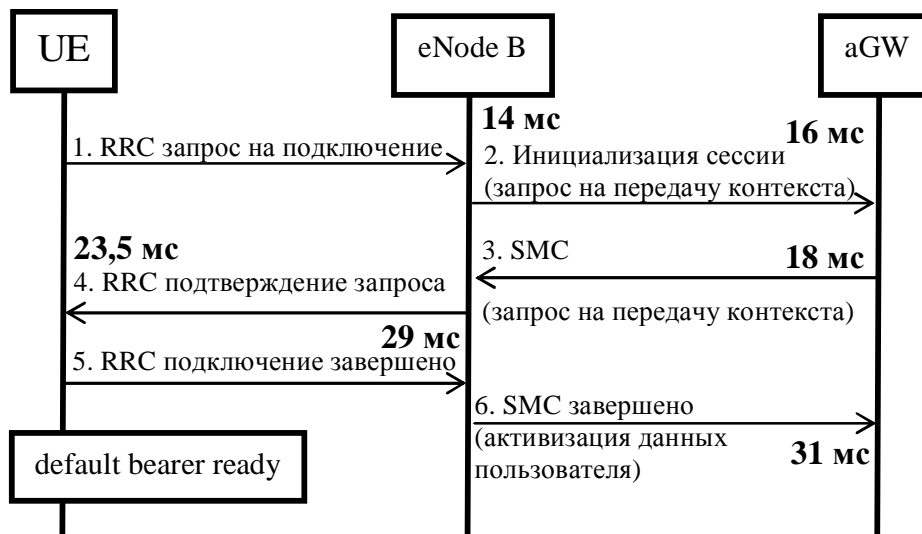 UE
eNode B
aGW
14 мс
16 мс
1. RRC запрос на подключение
2. Инициализация сессии
(запрос на передачу контекста)
23,5 мс
3. SMC
18 мс
4. RRC подтверждение запроса
(запрос на передачу контекста)
29 мс
5. RRC подключение завершено
6. SMC завершено
(активизация данных
пользователя)
31 мс
default bearer ready